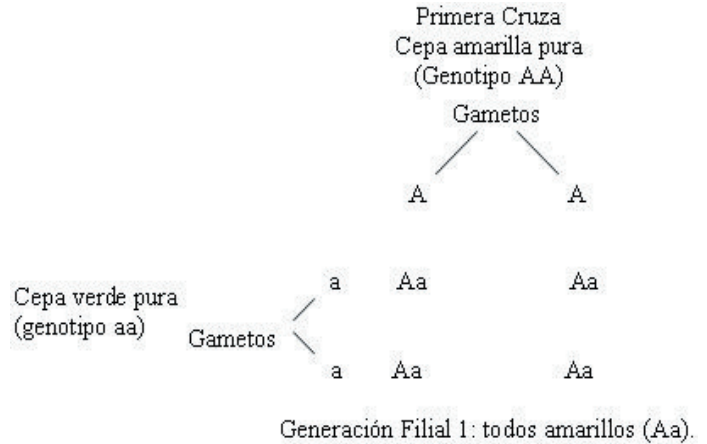 Primera Cruza
Cepa amarilla pura
(Genotipo AA)
Gametos
A A
a Aa Aa
Cepa verde pura
(genotipo aa)
Gametos
a Aa Aa
Generación Filial 1: todos amarillos (Aa).